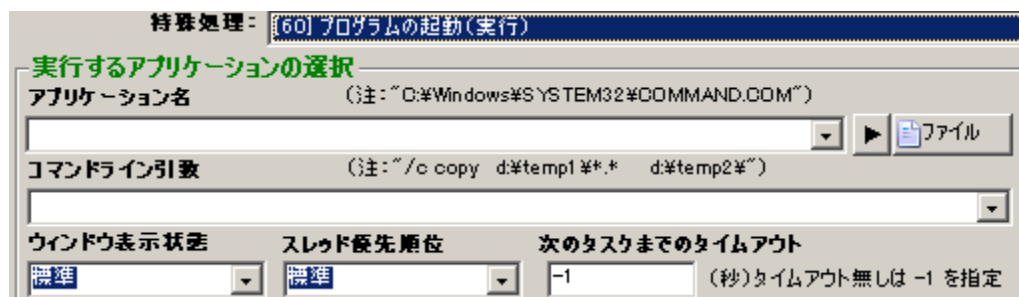 特殊処理: [60] プログラムの起動(実行)
実行するアプリケーションの選択
アプリケーション名 (注:"C:¥Windows¥SYSTEM32¥COMMAND.COM")
ファイル
コマンドライン引数 (注:"/c copy d:¥temp1¥*.* d:¥temp2¥")
ウィンドウ表示状態 スレッド優先順位 次のタスクまでのタイムアウト
標準 標準 -1 (秒)タイムアウト無しは -1 を指定